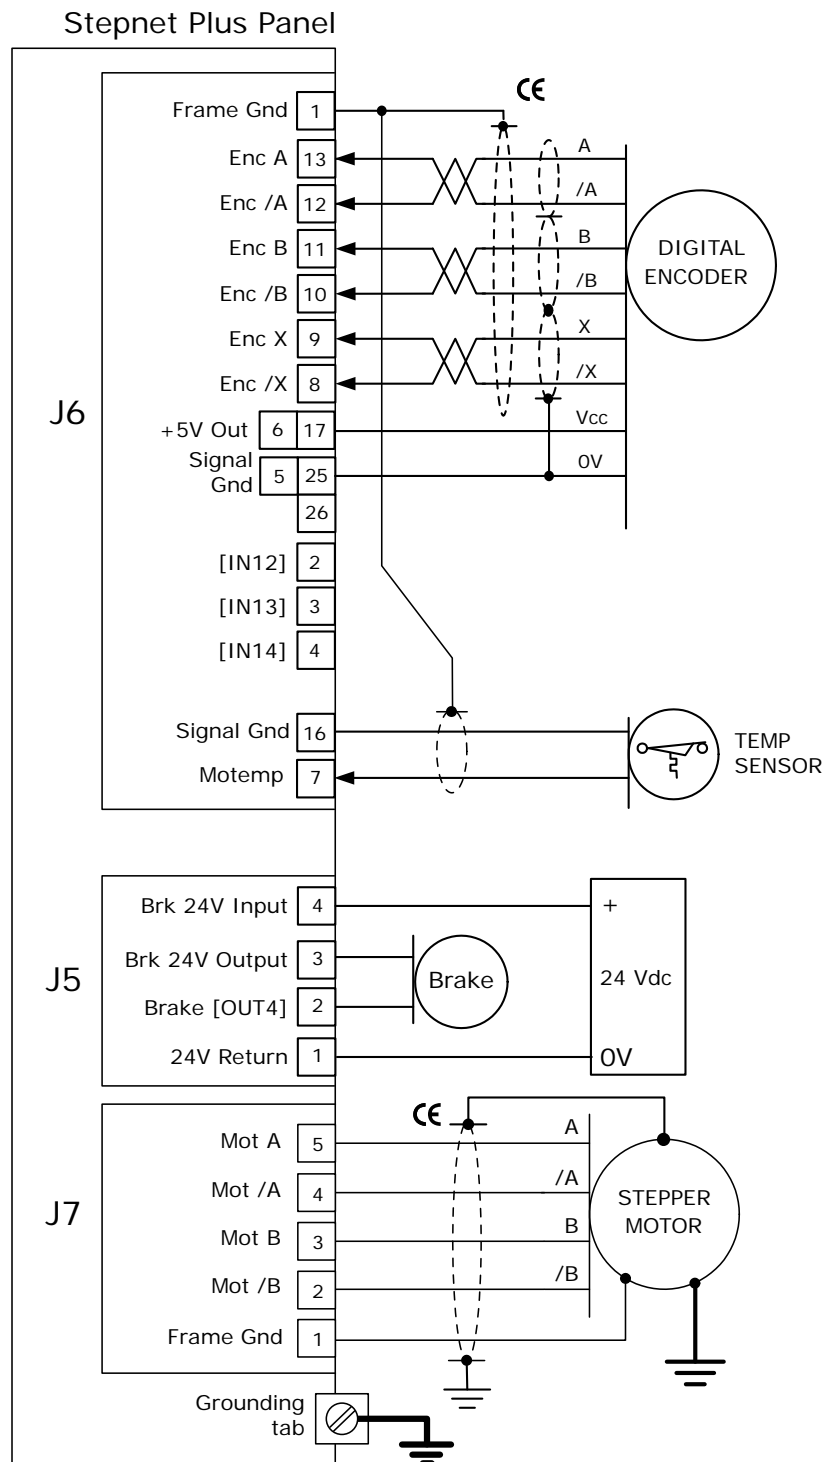 Stepnet Plus Panel
CE
J6
Frame Gnd 1
Enc A 13 A
Enc /A 12 /A
Enc B 11 B
Enc /B 10 /B
Enc X 9 X
Enc /X 8 /X
DIGITAL
ENCODER
+5V Out 6 17 Vcc
Signal
Gnd 5 25 0V
26
[IN12] 2
[IN13] 3
[IN14] 4
Signal Gnd 16
Motemp 7
TEMP
SENSOR
J5
Brk 24V Input 4 +
Brk 24V Output 3
Brake [OUT4] 2
Brake
24 Vdc
24V Return 1 0V
J7
CE
Mot A 5 A
Mot /A 4 /A
Mot B 3 B
Mot /B 2 /B
STEPPER
MOTOR
Frame Gnd 1
Grounding
tab